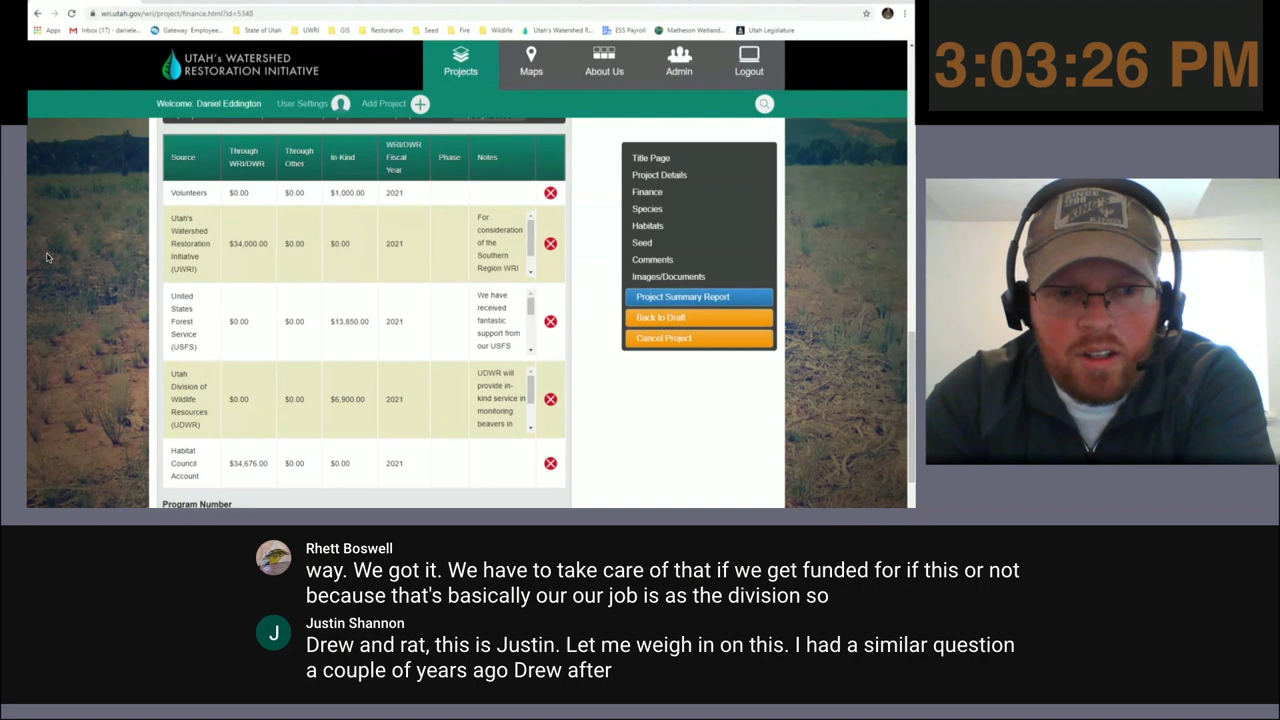 wri.utah.gov/wri/project/finance.html?id=5348
Apps Inbox (17) - daniele... Gateway: Employee... State of Utah UWRI GIS Restoration Seed Fire Wildlife Utah's Watershed R... ESS Payroll Matheson Wetland... Utah Legislature
3:03:26 PM
UTAH'S WATERSHED
RESTORATION INITIATIVE
Projects Maps About Us Admin Logout
Welcome: Daniel Eddington User Settings Add Project
Source Through WRI/DWR Through Other In-Kind WRI/DWR Fiscal Year Phase Notes
Volunteers $0.00 $0.00 $1,000.00 2021
Utah's
Watershed
Restoration
Initiative
(UWRI)
$34,000.00 $0.00 $0.00 2021
For
consideration
of the
Southern
Region WRI
United
States
Forest
Service
(USFS)
$0.00 $0.00 $13,850.00 2021
We have
received
fantastic
support from
our USFS
Utah
Division of
Wildlife
Resources
(UDWR)
$0.00 $0.00 $6,900.00 2021
UDWR will
provide in-
kind service in
monitoring
beavers in
Habitat
Council
Account
$34,676.00 $0.00 $0.00 2021
Program Number
Title Page
Project Details
Finance
Species
Habitats
Seed
Comments
Images/Documents
Project Summary Report
Back to Draft
Cancel Project
SINCE
KINGS
Rhett Boswell
way. We got it. We have to take care of that if we get funded for if this or not
because that's basically our our job is as the division so
J
Justin Shannon
Drew and rat, this is Justin. Let me weigh in on this. I had a similar question
a couple of years ago Drew after